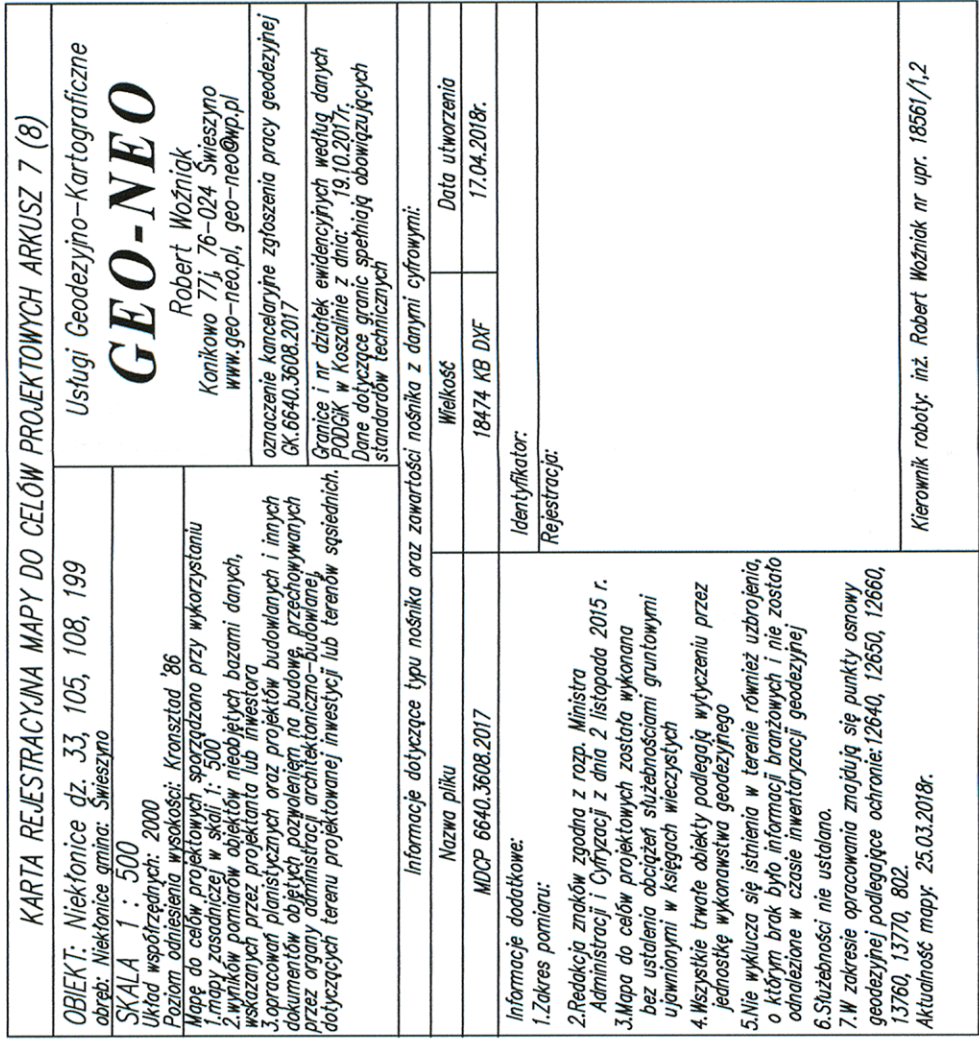 KARTA REJESTRACYJNA MAPY DO CELÓW PROJEKTOWYCH ARKUSZ 7 (8)
OBIEKT: Niekłonice dz. 33, 105, 108, 199
obręb: Niekłonice gmina: Świeszyno
SKALA 1 : 500
Układ współrzędnych: 2000
Poziom odniesienia wysokości: Kronsztad '86
Mapę do celów projektowych sporządzono przy wykorzystaniu
1.mapy zasadniczej w skali 1: 500
2.wyników pomiarów obiektów nieobjętych bazami danych,
wskazanych przez projektanta lub inwestora
3.opracowań planistycznych oraz projektów budowlanych i innych
dokumentów objętych pozwoleniem na budowę, przechowywanych
przez organy administracji architektoniczno-budowlanej,
dotyczących terenu projektowanej inwestycji lub terenów sąsiednich.
Usługi Geodezyjno-Kartograficzne
GEO-NEO
Robert Woźniak
Konikowo 77j, 76-024 Świeszyno
www.geo-neo.pl, geo-neo@wp.pl
oznaczenie kancelaryjne zgłoszenia pracy geodezyjnej
GK.6640.3608.2017
Granice i nr działek ewidencyjnych według danych
PODGiK w Koszalinie z dnia: 19.10.2017r.
Dane dotyczące granic spełniają obowiązujących
standardów technicznych
Informacje dotyczące typu nośnika oraz zawartości nośnika z danymi cyfrowymi:
Nazwa pliku Wielkość Data utworzenia
MDCP 6640.3608.2017 18474 KB DXF 17.04.2018r.
Informacje dodatkowe:
1.Zakres pomiaru:
2.Redakcja znaków zgodna z rozp. Ministra
Administracji i Cyfryzacji z dnia 2 listopada 2015 r.
3.Mapa do celów projektowych została wykonana
bez ustalenia obciążeń służebnościami gruntowymi
ujawnionymi w księgach wieczystych
4.Wszystkie trwałe obiekty podlegają wytyczeniu przez
jednostkę wykonawstwa geodezyjnego
5.Nie wyklucza się istnienia w terenie również uzbrojenia,
o którym brak było informacji branżowych i nie zostało
odnalezione w czasie inwentaryzacji geodezyjnej
6.Służebności nie ustalano.
7.W zakresie opracowania znajdują się punkty osnowy
geodezyjnej podlegające ochronie:12640, 12650, 12660,
13760, 13770, 802.
Aktualność mapy: 25.03.2018r.
Identyfikator:
Rejestracja:
Kierownik roboty: inż. Robert Woźniak nr upr. 18561/1,2